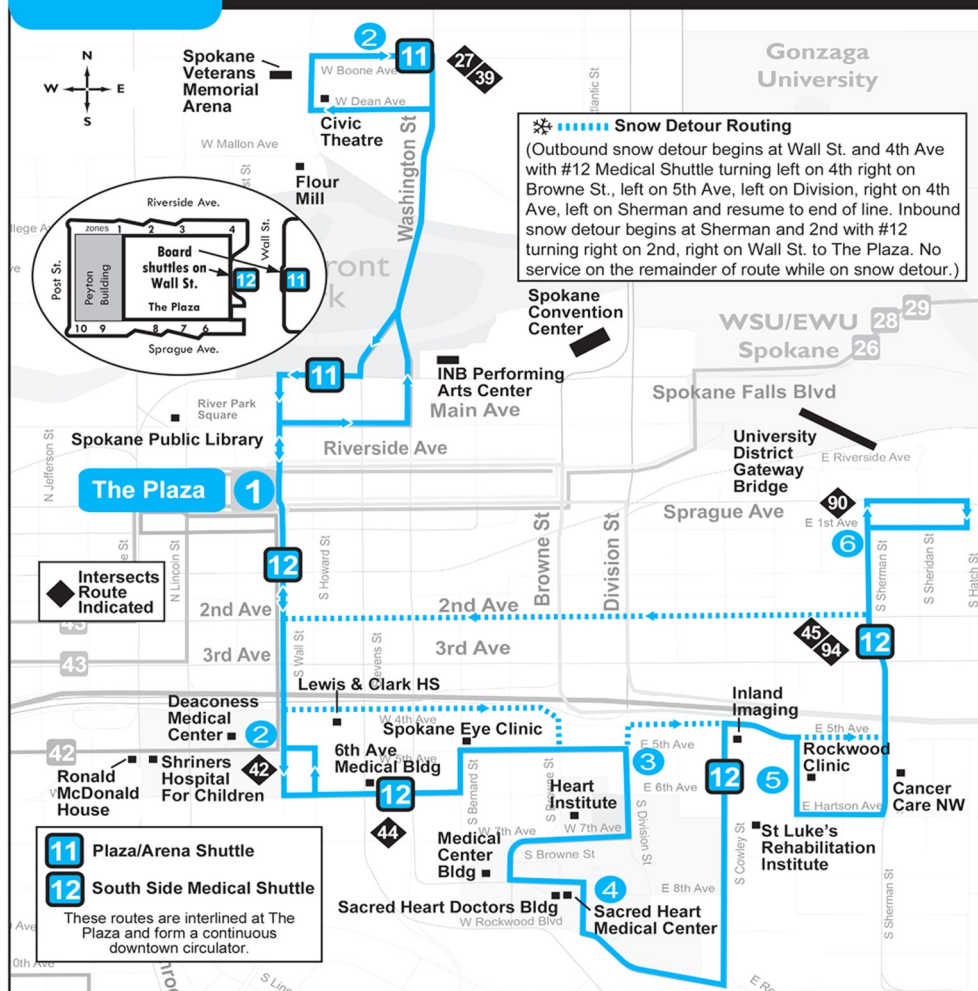 N
W E
S
Spokane
Veterans
Memorial
Arena
2
11
27
39
W Boone Ave
W Dean Ave
Civic
Theatre
W Mallon Ave
Flour
Mill
Washington St
Gonzaga
University
Snow Detour Routing
(Outbound snow detour begins at Wall St. and 4th Ave
with #12 Medical Shuttle turning left on 4th right on
Browne St., left on 5th Ave, left on Division, right on 4th
Ave, left on Sherman and resume to end of line. Inbound
snow detour begins at Sherman and 2nd with #12
turning right on 2nd, right on Wall St. to The Plaza. No
service on the remainder of route while on snow detour.)
Riverside Ave.
zones 1 2 3 4
Post St.
Peyton
Building
Board
shuttles on
Wall St.
The Plaza
Wall St.
12
11
10 9 8 7 6
Sprague Ave.
Spokane
Convention
Center
WSU/EWU
Spokane
28
29
26
INB Performing
Arts Center
11
River Park
Square
Main Ave
Spokane Falls Blvd
Spokane Public Library
Riverside Ave
N Jefferson St
University
District
Gateway
Bridge
E Riverside Ave
The Plaza
1
90
Sprague Ave
E 1st Ave
6
N Lincoln St
S Howard St
Browne St
Division St
S Sherman St
S Sheridan St
S Hatch St
12
Intersects
Route
Indicated
2nd Ave
2nd Ave
3rd Ave
3rd Ave
43
S Wall St
45
94
12
Lewis & Clark HS
Deaconess
Medical
Center
2
W 4th Ave
Spokane Eye Clinic
W 5th Ave
Inland
Imaging
E 5th Ave
E 5th Ave
42
Ronald
McDonald
House
Shriners
Hospital
For Children
42
6th Ave
Medical Bldg
12
44
S Bernard St
3
E 6th Ave
12
5
Rockwood
Clinic
E Hartson Ave
Cancer
Care NW
Heart
Institute
W 7th Ave
W 7th Ave
S Division St
Medical
Center
Bldg
S Browne St
S Cowley St
St Luke's
Rehabilitation
Institute
11
Plaza/Arena Shuttle
12
South Side Medical Shuttle
These routes are interlined at The
Plaza and form a continuous
downtown circulator.
4
E 8th Ave
Sacred Heart Doctors Bldg
Sacred Heart
Medical Center
W Rockwood Blvd
S Sherman St